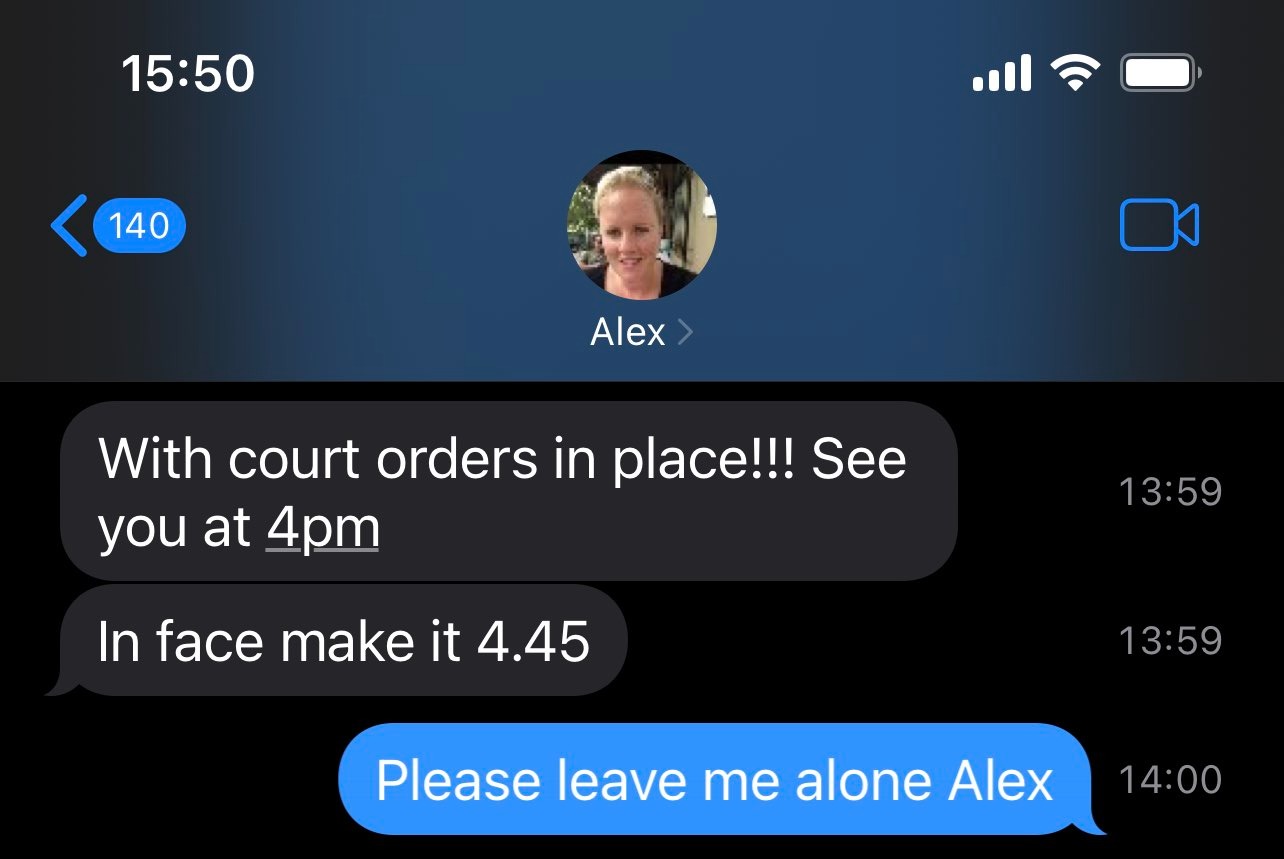 15:50
140
Alex
With court orders in place!!! See
you at 4pm
13:59
In face make it 4.45
13:59
Please leave me alone Alex
14:00